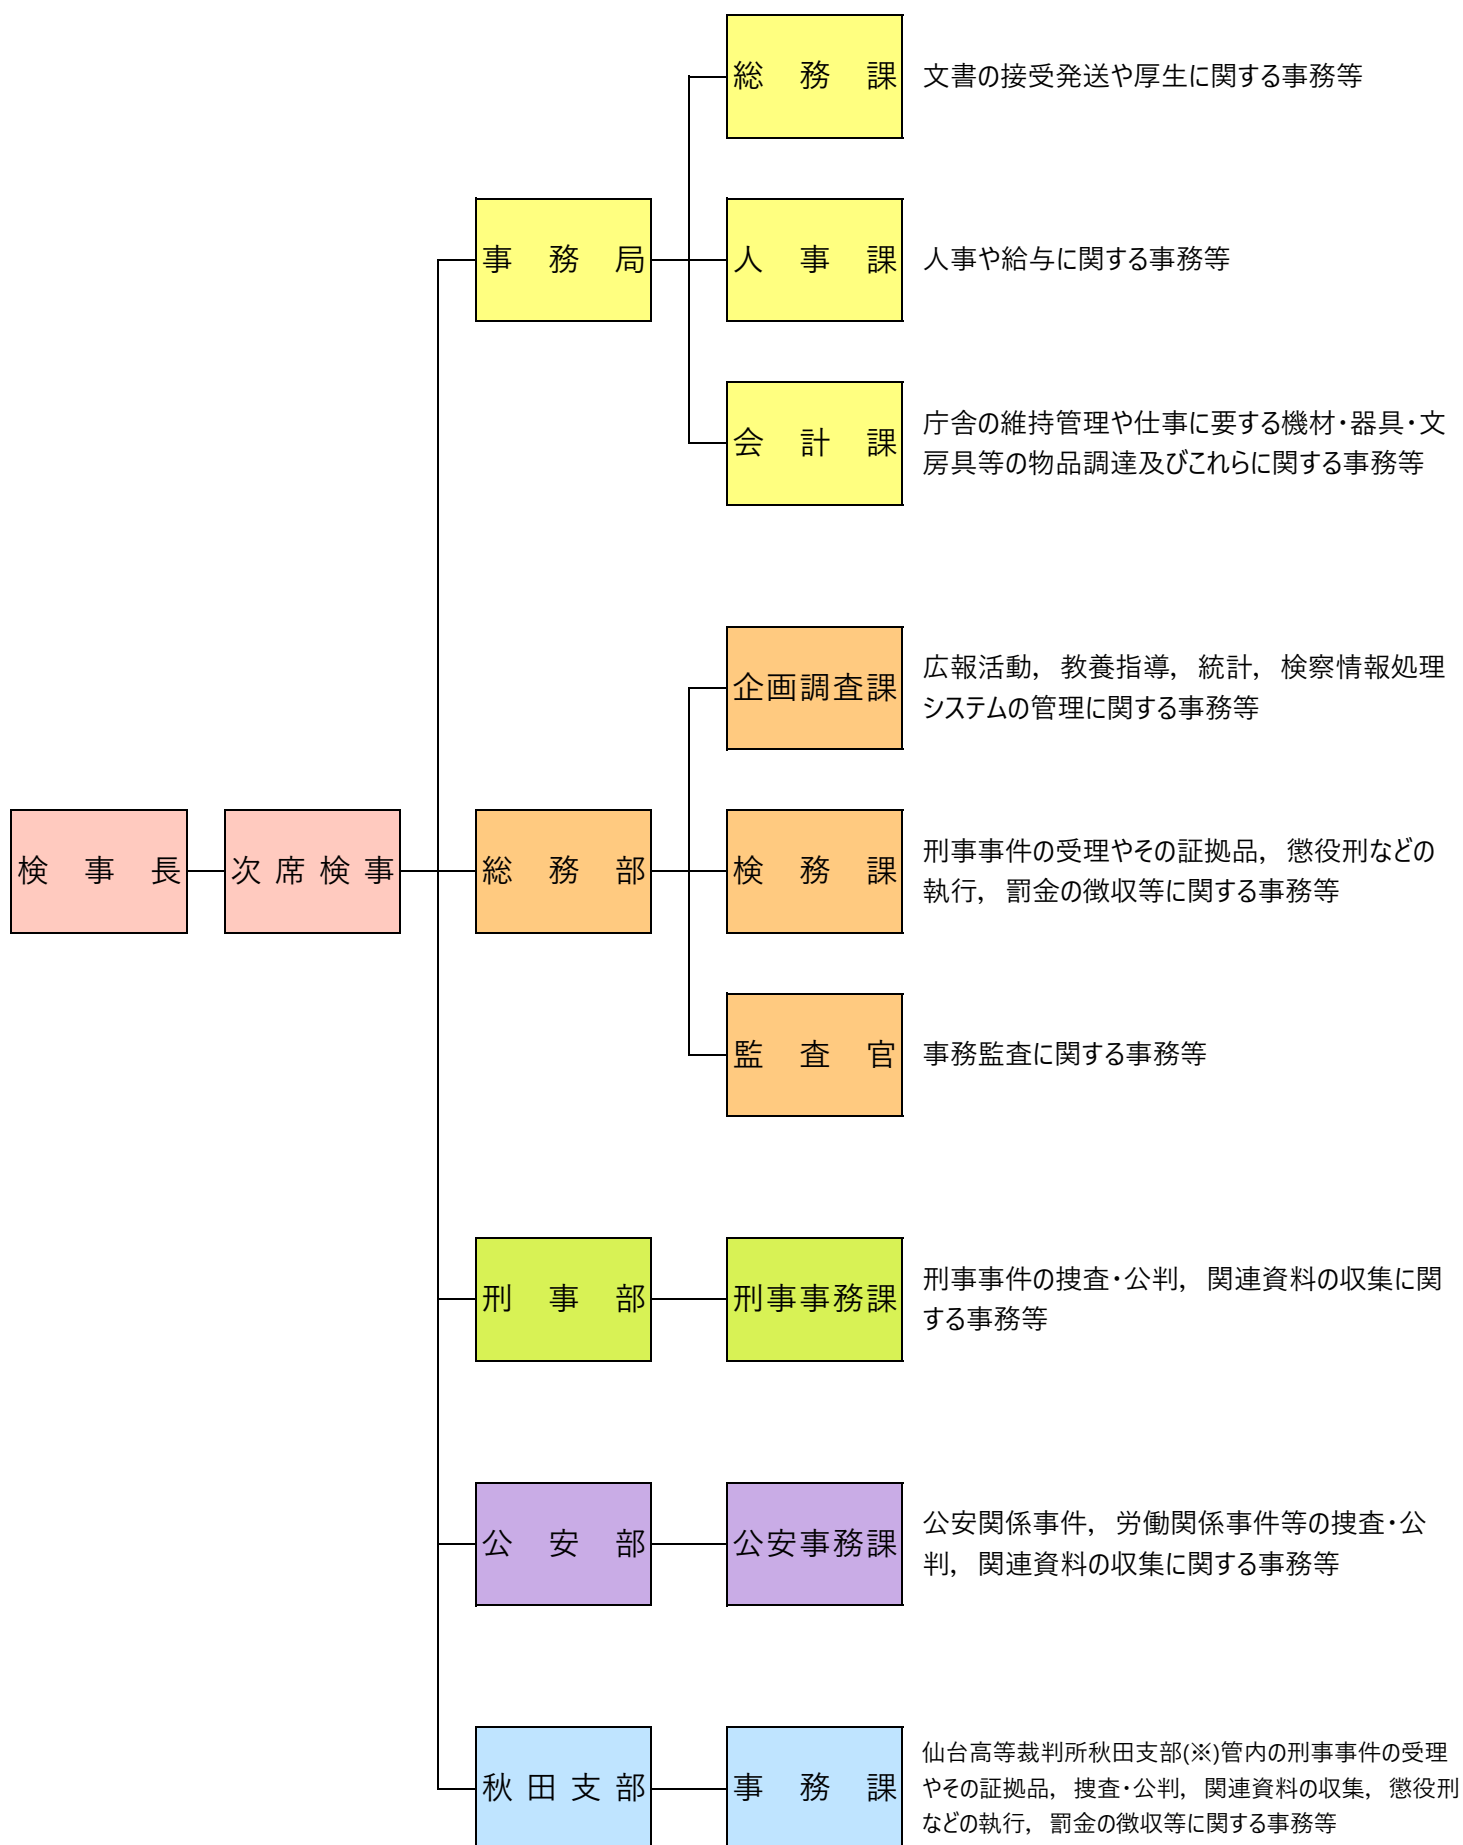 総務課
文書の接受発送や厚生に関する事務等
事務局
人事課
人事や給与に関する事務等
会計課
庁舎の維持管理や仕事に要する機材・器具・文
房具等の物品調達及びこれらに関する事務等
企画調査課
広報活動，教養指導，統計，検察情報処理
システムの管理に関する事務等
検事長
次席検事
総務部
検務課
刑事事件の受理やその証拠品，懲役刑などの
執行，罰金の徴収等に関する事務等
監査官
事務監査に関する事務等
刑事部
刑事事務課
刑事事件の捜査・公判，関連資料の収集に関
する事務等
公安部
公安事務課
公安関係事件，労働関係事件等の捜査・公
判，関連資料の収集に関する事務等
秋田支部
事務課
仙台高等裁判所秋田支部(※)管内の刑事事件の受理
やその証拠品，捜査・公判，関連資料の収集，懲役刑
などの執行，罰金の徴収等に関する事務等